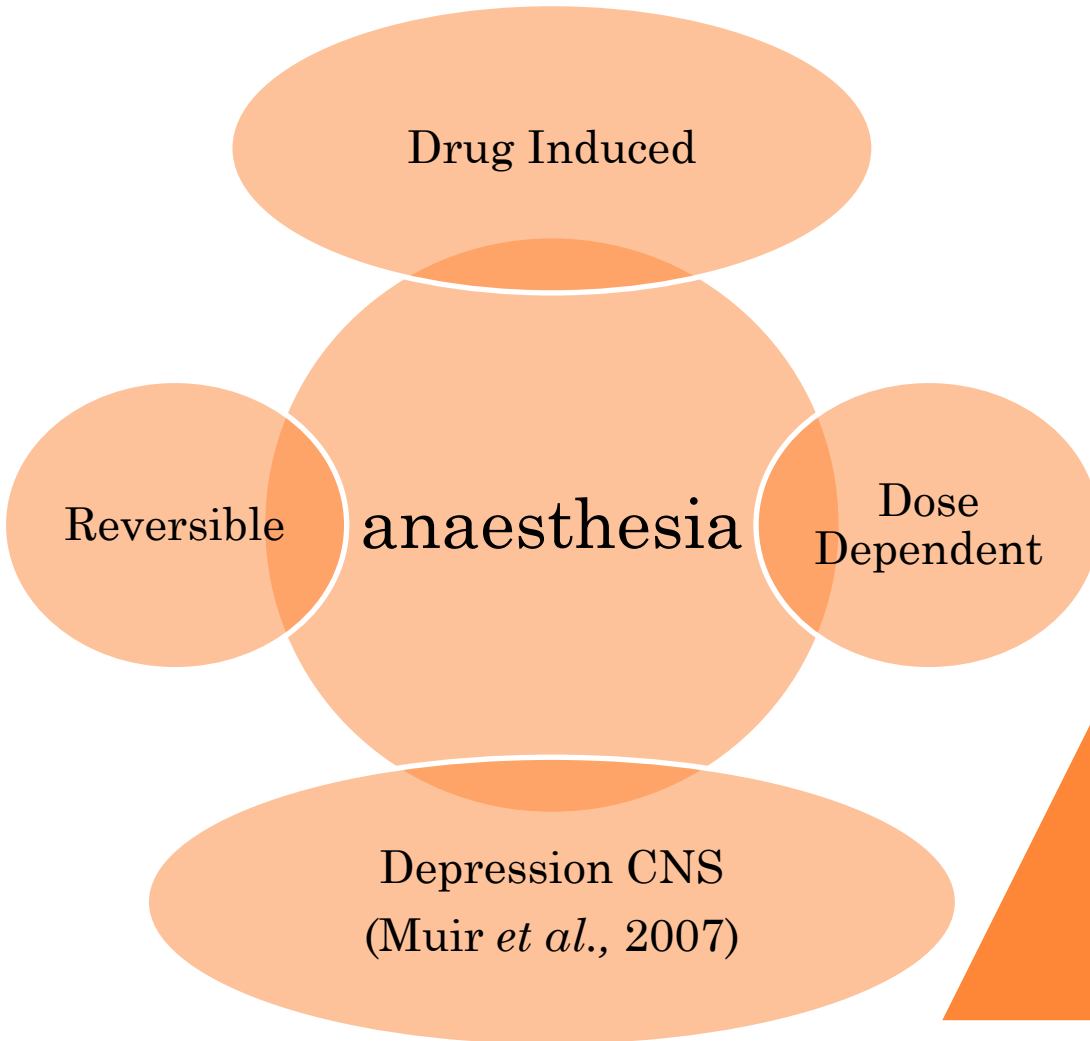 Drug Induced
Reversible
anaesthesia
Dose
Dependent
Depression CNS
(Muir et al., 2007)